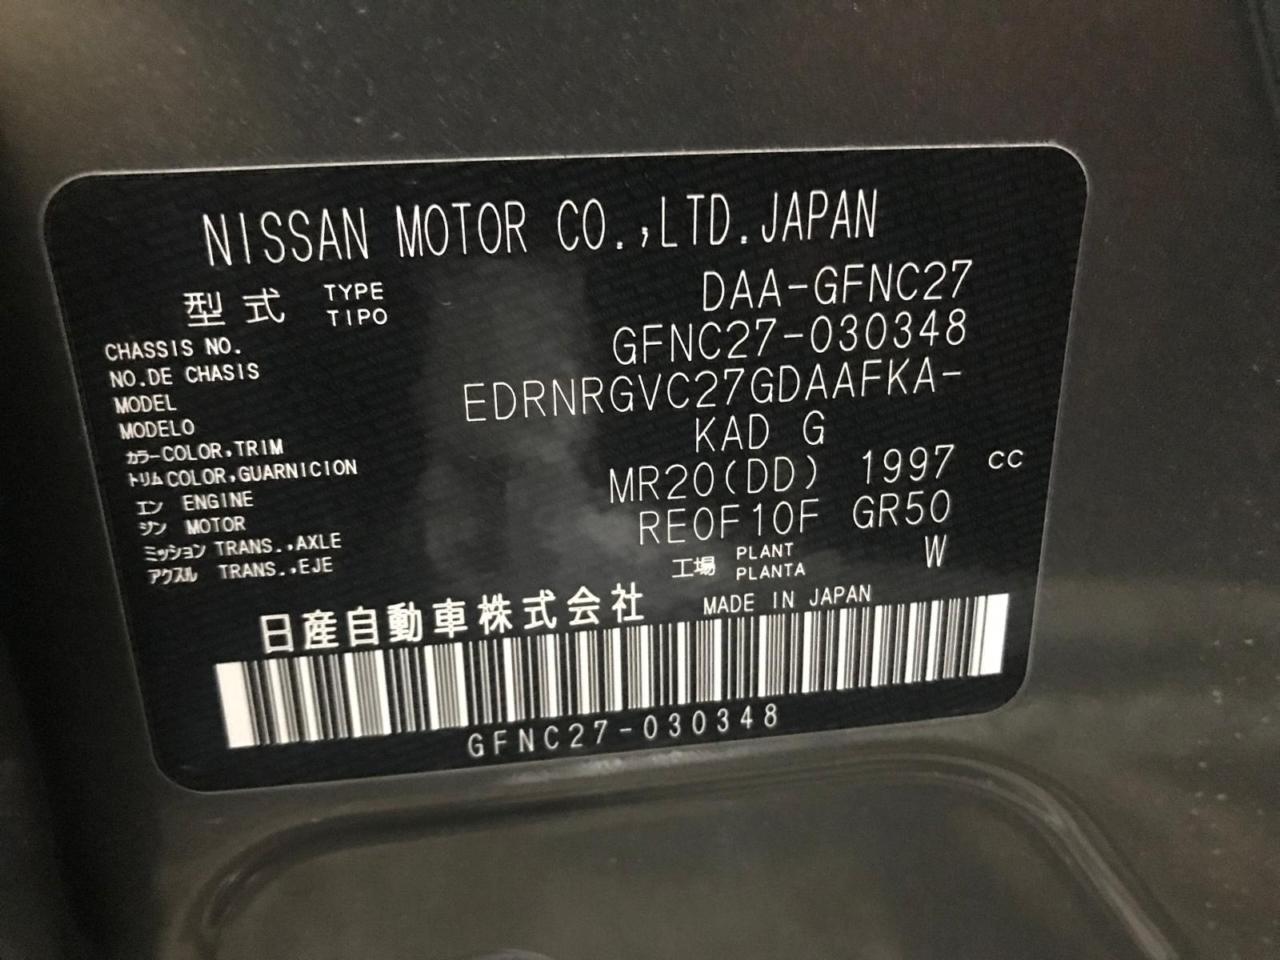 NISSAN MOTOR CO.,LTD.JAPAN
型式 TYPE TIPO DAA-GFNC27
CHASSIS NO. NO.DE CHASIS GFNC27-030348
MODEL MODELO EDRNRGVC27GDAAFKA-
カラー COLOR,TRIM トリム COLOR,GUARNICION KAD G
エンジン ENGINE MOTOR MR20(DD) 1997 cc
ミッション TRANS.,AXLE アクスル TRANS.,EJE RE0F10F GR50
工場 PLANT PLANTA W
日産自動車株式会社 MADE IN JAPAN
GFNC27-030348